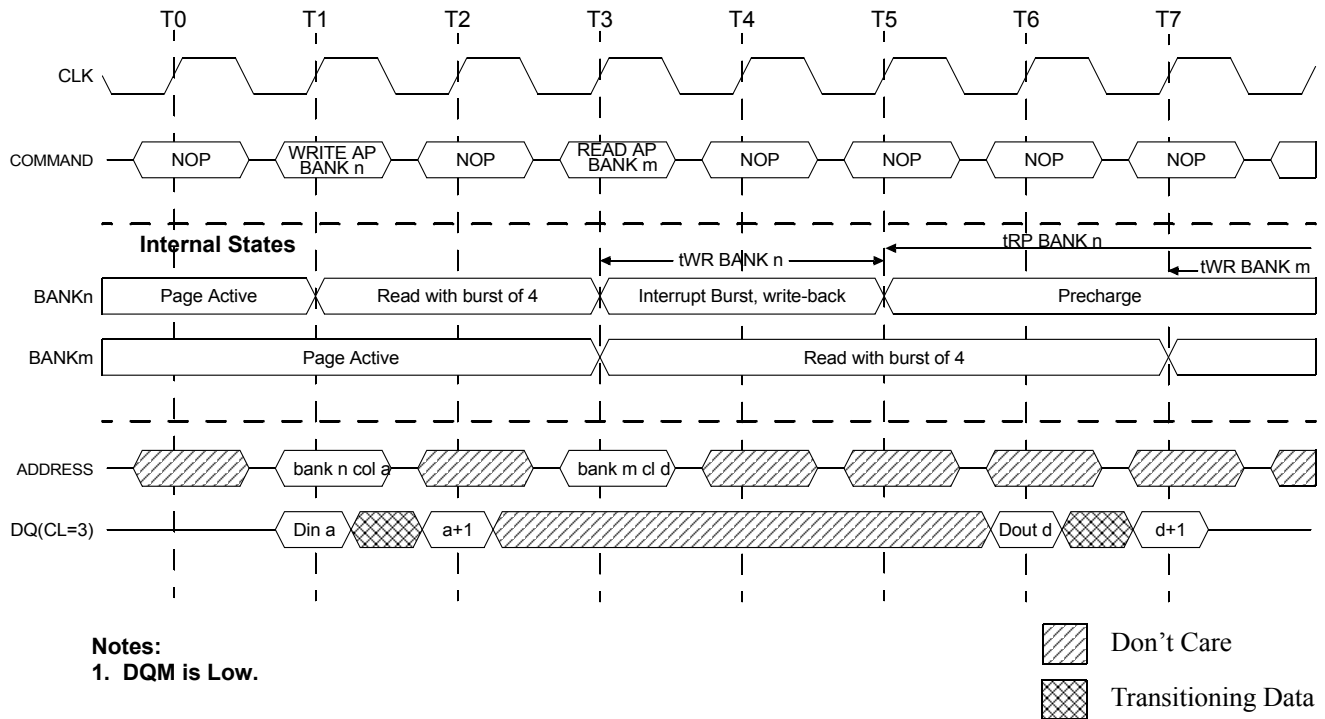 T0 T1 T2 T3 T4 T5 T6 T7
CLK
COMMAND NOP WRITE AP BANK n NOP READ AP BANK m NOP NOP NOP NOP
Internal States
tRP BANK n
tWR BANK n
tWR BANK m
BANKn Page Active Read with burst of 4 Interrupt Burst, write-back Precharge
BANKm Page Active Read with burst of 4
ADDRESS bank n col a bank m cl d
DQ(CL=3) Din a a+1 Dout d d+1
Notes:
1. DQM is Low.
Don't Care
Transitioning Data